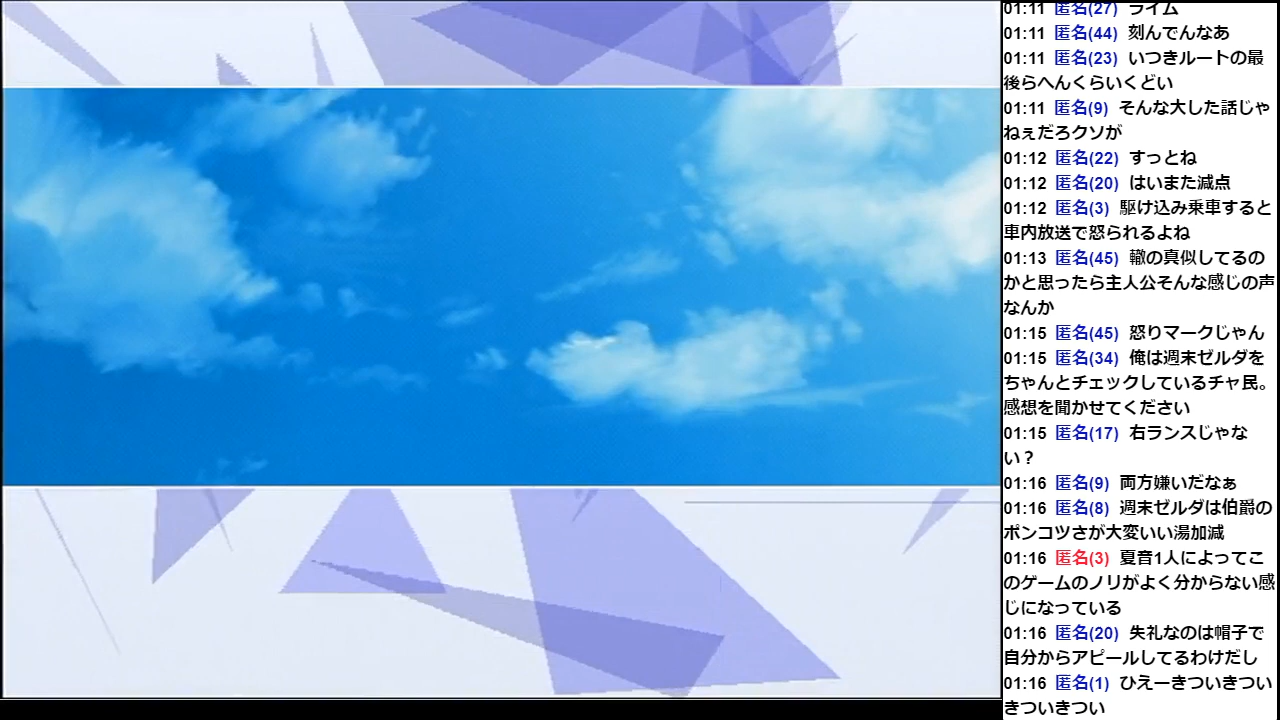 01:11 匿名(27) ライム
01:11 匿名(44) 刻んでんなあ
01:11 匿名(23) いつきルートの最
後らへんくらいくどい
01:11 匿名(9) そんな大した話じゃ
ねぇだろクソが
01:12 匿名(22) すっとね
01:12 匿名(20) はいまた減点
01:12 匿名(3) 駆け込み乗車すると
車内放送で怒られるよね
01:13 匿名(45) 轍の真似してるの
かと思ったら主人公そんな感じの声
なんか
01:15 匿名(45) 怒りマークじゃん
01:15 匿名(34) 俺は週末ゼルダを
ちゃんとチェックしているチャ民。
感想を聞かせてください
01:15 匿名(17) 右ランスじゃな
い？
01:16 匿名(9) 両方嫌いだなぁ
01:16 匿名(8) 週末ゼルダは伯爵の
ポンコツさが大変いい湯加減
01:16 匿名(3) 夏音1人によってこ
のゲームのノリがよく分からない感
じになっている
01:16 匿名(20) 失礼なのは帽子で
自分からアピールしてるわけだし
01:16 匿名(1) ひえーきついきつい
きついきつい